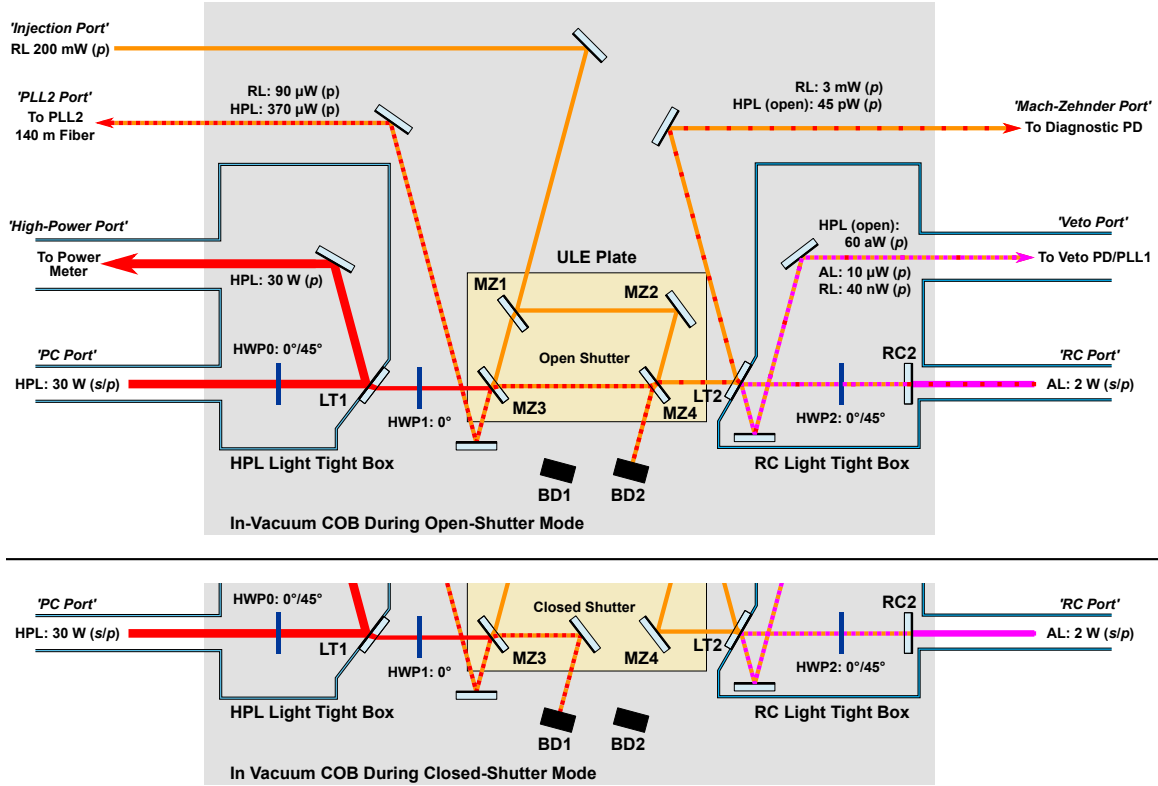 'Injection Port'
RL 200 mW (p)
'PLL2 Port'
To PLL2
140 m Fiber
RL: 90 µW (p)
HPL: 370 µW (p)
RL: 3 mW (p)
HPL (open): 45 pW (p)
'Mach-Zehnder Port'
To Diagnostic PD
'High-Power Port'
To Power
Meter
HPL: 30 W (p)
ULE Plate
MZ1
MZ2
Open Shutter
MZ3
MZ4
HPL (open):
60 aW (p)
AL: 10 µW (p)
RL: 40 nW (p)
'Veto Port'
To Veto PD/PLL1
'PC Port'
HPL: 30 W (s/p)
HWP0: 0°/45°
LT1
HWP1: 0°
LT2
HWP2: 0°/45°
RC2
'RC Port'
AL: 2 W (s/p)
HPL Light Tight Box
BD1
BD2
RC Light Tight Box
In-Vacuum COB During Open-Shutter Mode
'PC Port'
HPL: 30 W (s/p)
HWP0: 0°/45°
LT1
HWP1: 0°
Closed Shutter
MZ3
MZ4
LT2
HWP2: 0°/45°
RC2
'RC Port'
AL: 2 W (s/p)
HPL Light Tight Box
BD1
BD2
RC Light Tight Box
In Vacuum COB During Closed-Shutter Mode